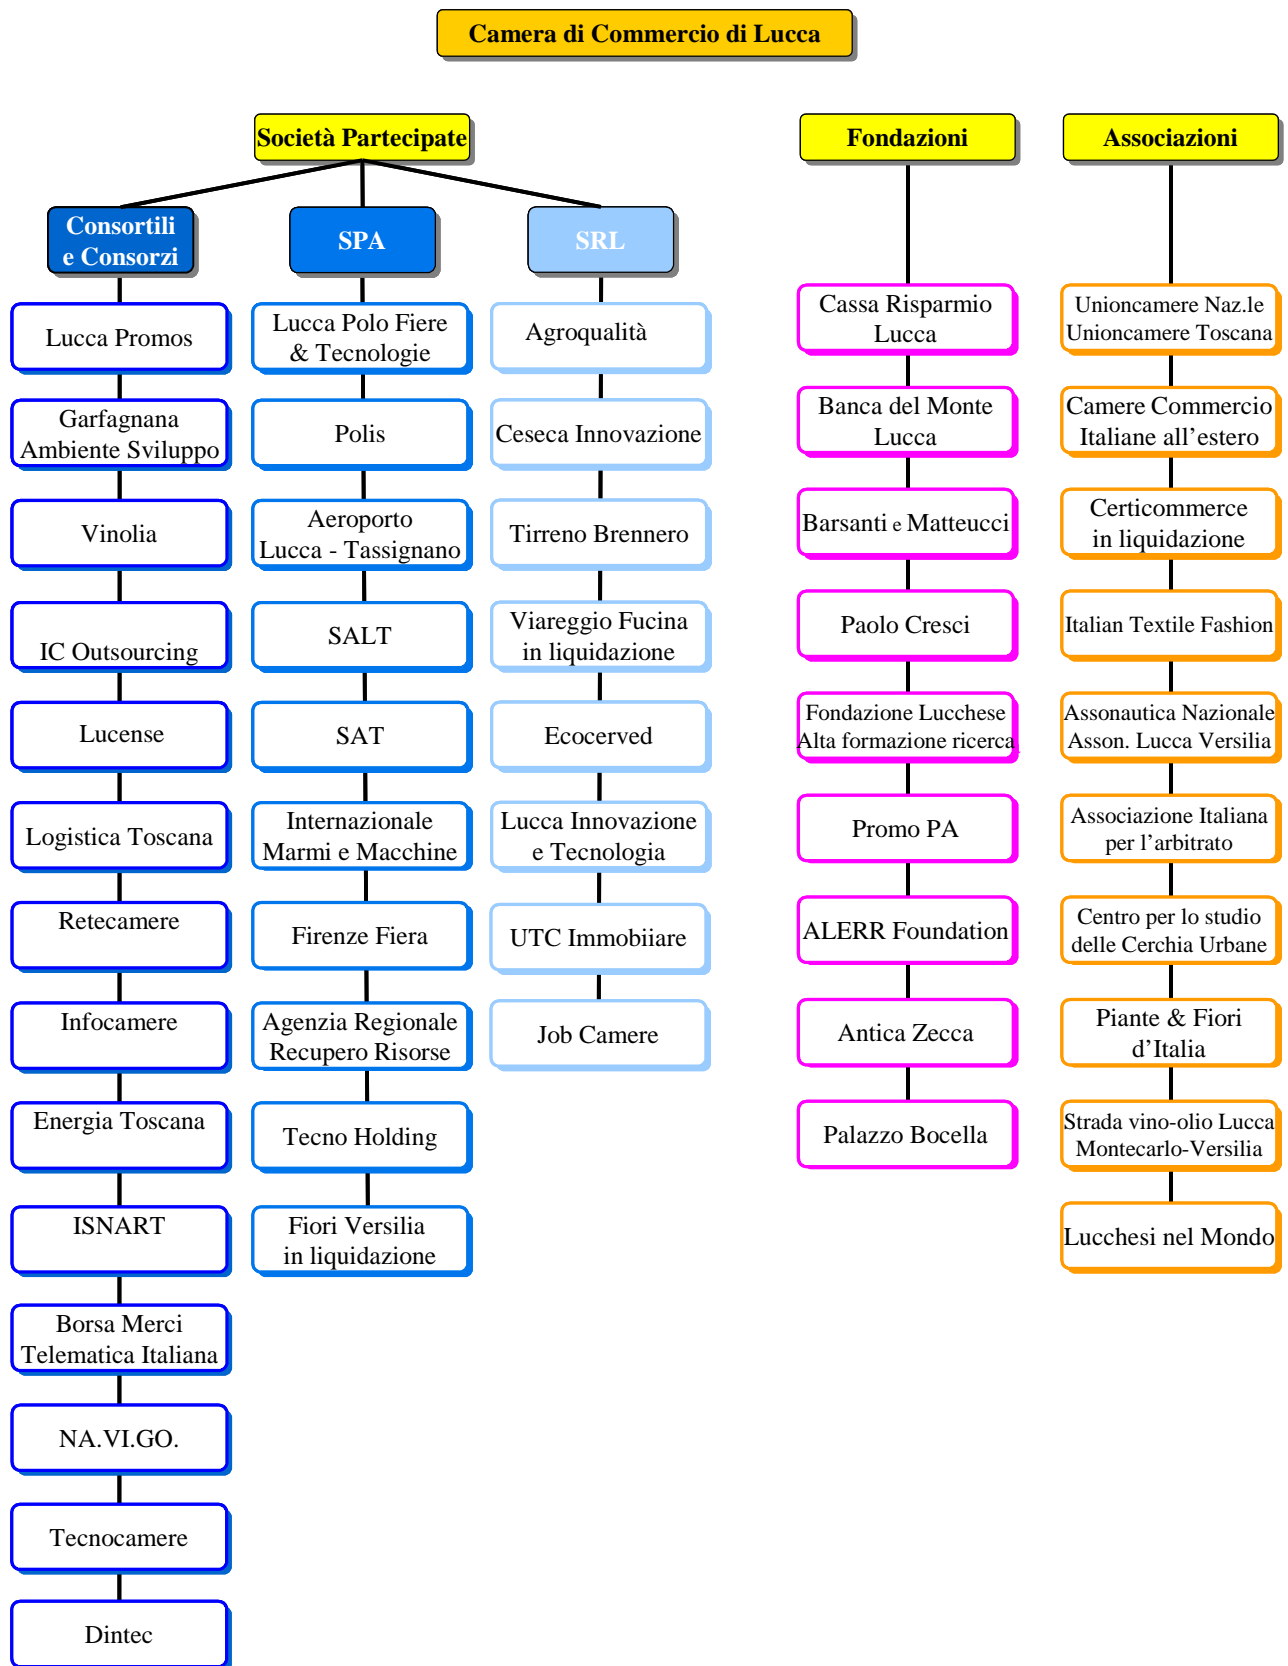 Camera di Commercio di Lucca
Società Partecipate
Fondazioni
Associazioni
Consortili
e Consorzi
SPA
SRL
Lucca Promos
Garfagnana
Ambiente Sviluppo
Vinolia
IC Outsourcing
Lucense
Logistica Toscana
Retecamere
Infocamere
Energia Toscana
ISNART
Borsa Merci
Telematica Italiana
NA.VI.GO.
Tecnocamere
Dintec
Lucca Polo Fiere
& Tecnologie
Polis
Aeroporto
Lucca - Tassignano
SALT
SAT
Internazionale
Marmi e Macchine
Firenze Fiera
Agenzia Regionale
Recupero Risorse
Tecno Holding
Fiori Versilia
in liquidazione
Agroqualità
Ceseca Innovazione
Tirreno Brennero
Viareggio Fucina
in liquidazione
Ecocerved
Lucca Innovazione
e Tecnologia
UTC Immobiiare
Job Camere
Cassa Risparmio
Lucca
Banca del Monte
Lucca
Barsanti e Matteucci
Paolo Cresci
Fondazione Lucchese
Alta formazione ricerca
Promo PA
ALERR Foundation
Antica Zecca
Palazzo Bocella
Unioncamere Naz.le
Unioncamere Toscana
Camere Commercio
Italiane all’estero
Certicommerce
in liquidazione
Italian Textile Fashion
Assonautica Nazionale
Asson. Lucca Versilia
Associazione Italiana
per l’arbitrato
Centro per lo studio
delle Cerchia Urbane
Piante & Fiori
d’Italia
Strada vino-olio Lucca
Montecarlo-Versilia
Lucchesi nel Mondo